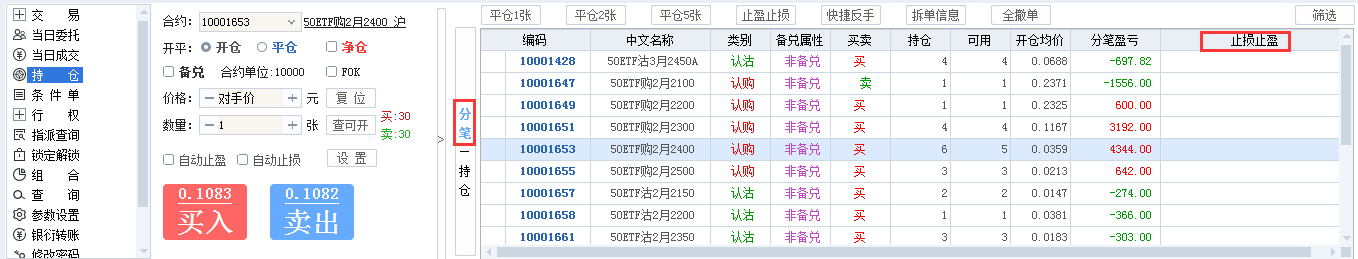 交 易
当日委托
当日成交
持 仓
条 件 单
行 权
指派查询
锁定解锁
组 合
查 询
参数设置
银衍转账
修改密码
合约: 10001653 50ETF购2月2400 沪
开平: 开仓 平仓 净仓
备兑 合约单位:10000 FOK
价格: 对手价 元 复 位
数量: 1 张 查可开 买:30 卖:30
自动止盈 自动止损 设 置
0.1083 0.1082
买入 卖出
>
分笔
持仓
平仓1张 平仓2张 平仓5张 止盈止损 快捷反手 拆单信息 全撤单 筛选
编码 中文名称 类别 备兑属性 买卖 持仓 可用 开仓均价 分笔盈亏 止损止盈
10001428 50ETF沽3月2450A 认沽 非备兑 买 4 4 0.0688 -697.82
10001647 50ETF购2月2100 认购 非备兑 卖 1 1 0.2371 -1556.00
10001649 50ETF购2月2200 认购 非备兑 买 1 1 0.2325 600.00
10001651 50ETF购2月2300 认购 非备兑 买 4 4 0.1167 3192.00
10001653 50ETF购2月2400 认购 非备兑 买 6 5 0.0359 4344.00
10001655 50ETF购2月2500 认购 非备兑 买 3 3 0.0213 642.00
10001657 50ETF沽2月2150 认沽 非备兑 买 2 2 0.0147 -274.00
10001658 50ETF沽2月2200 认沽 非备兑 买 1 1 0.0381 -366.00
10001661 50ETF沽2月2350 认沽 非备兑 买 3 3 0.0183 -303.00